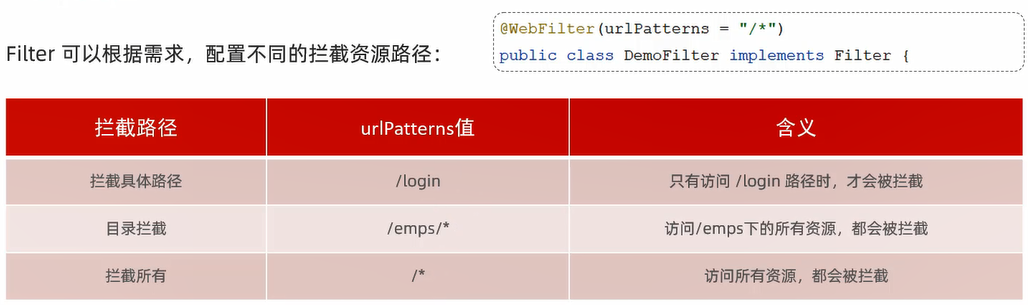 @WebFilter(urlPatterns = "/*")
public class DemoFilter implements Filter {
Filter 可以根据需求，配置不同的拦截资源路径：
拦截路径 urlPatterns值 含义
拦截具体路径 /login 只有访问 /login 路径时，才会被拦截
目录拦截 /emps/* 访问/emps下的所有资源，都会被拦截
拦截所有 /* 访问所有资源，都会被拦截